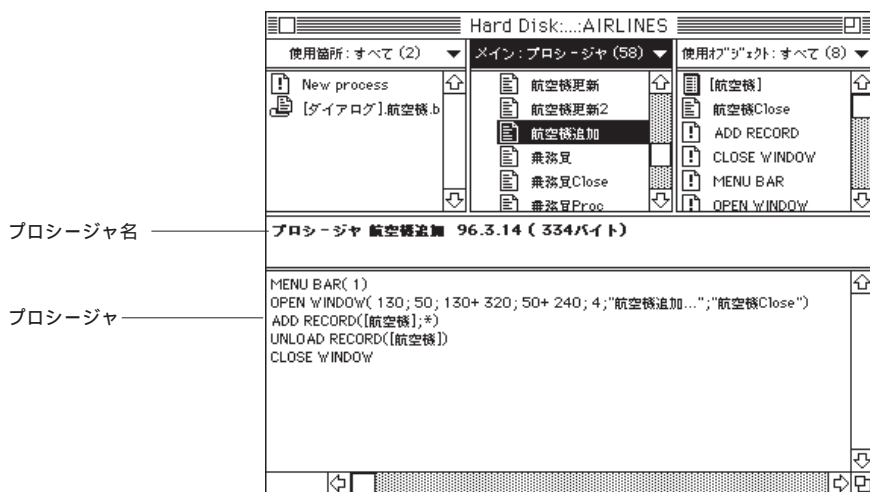 Hard Disk:...:AIRLINES
使用箇所：すべて（2）
メイン：プロシージャ（58）
使用オブジェクト：すべて（8）
New process
[ダイアログ].航空機.b
航空機更新
航空機更新2
航空機追加
乗務員
乗務員Close
乗務員Proc
[航空機]
航空機Close
ADD RECORD
CLOSE WINDOW
MENU BAR
OPEN WINDOW
プロシージャ名
プロシージャ 航空機追加 96.3.14 ( 334バイト)
プロシージャ
MENU BAR( 1)
OPEN WINDOW( 130; 50; 130+ 320; 50+ 240; 4;"航空機追加...";"航空機Close")
ADD RECORD([航空機];*)
UNLOAD RECORD([航空機])
CLOSE WINDOW